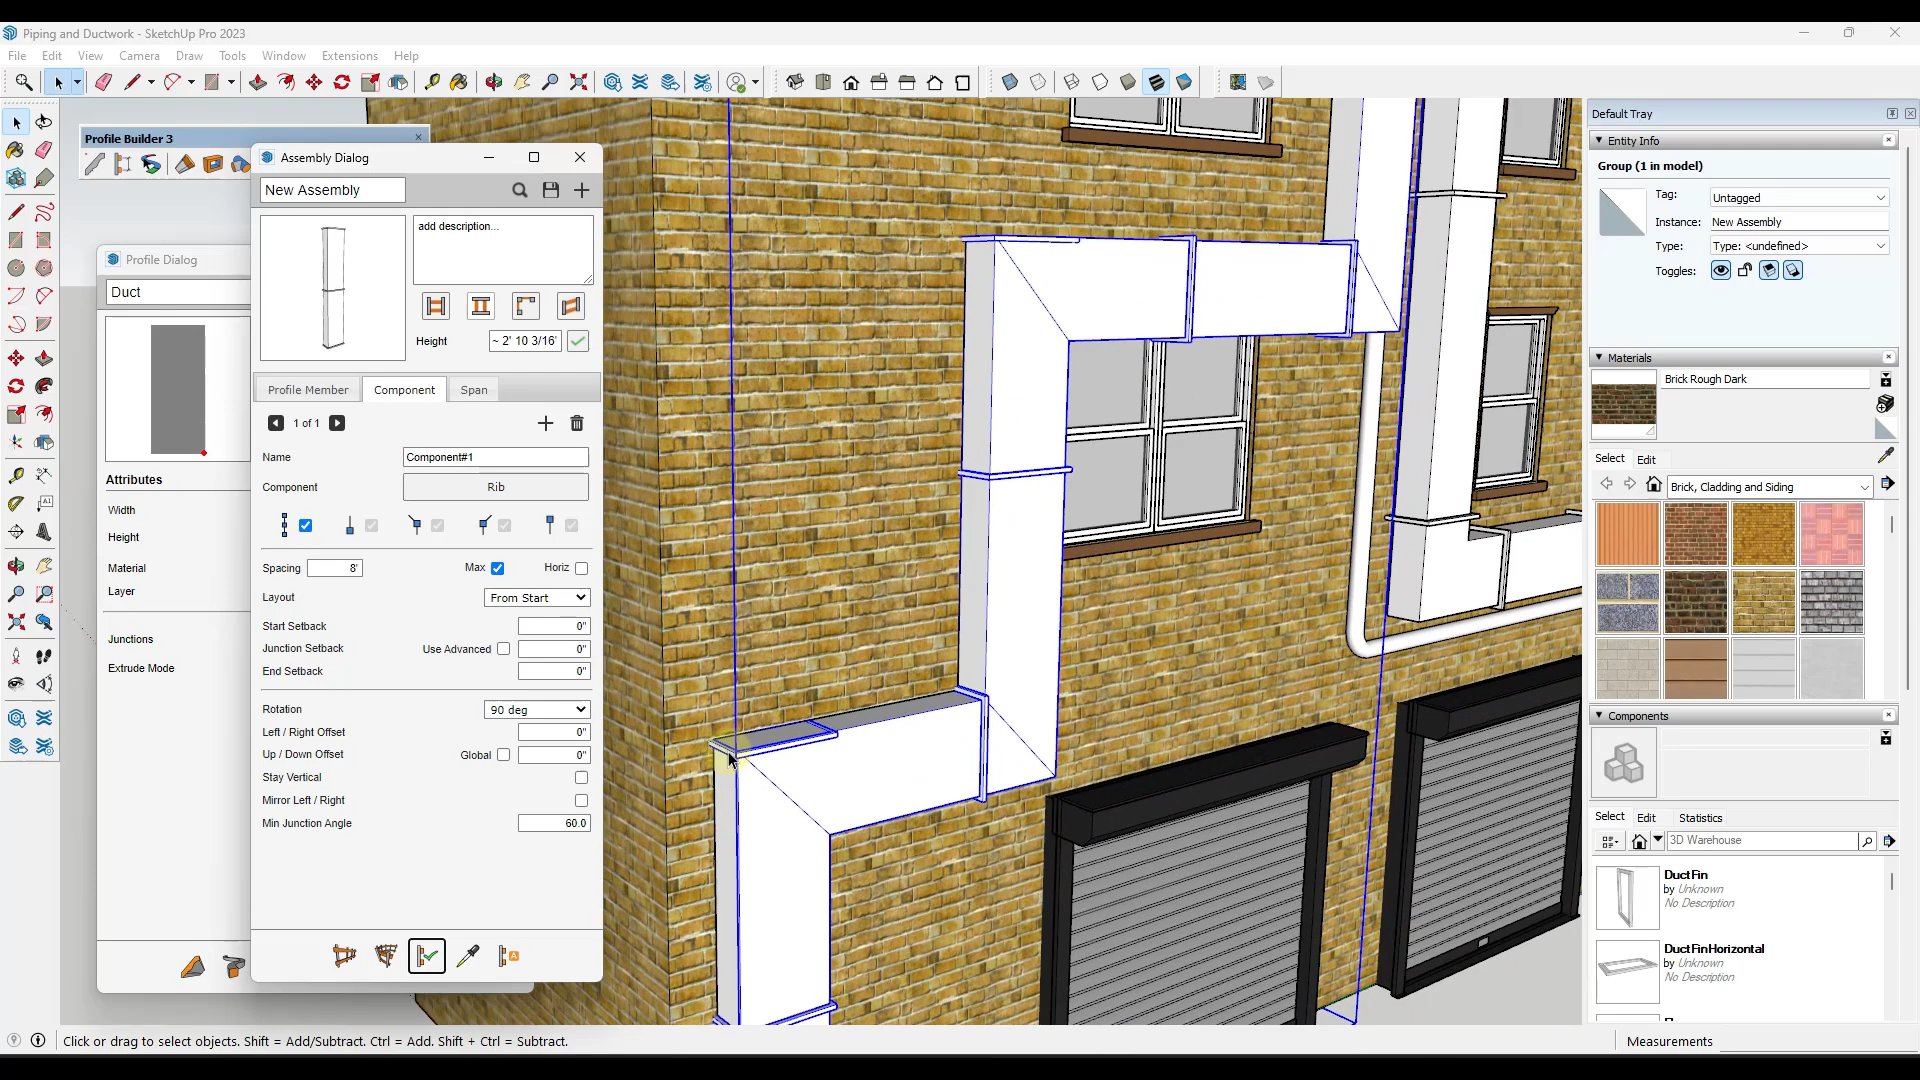 Piping and Ductwork - SketchUp Pro 2023
File Edit View Camera Draw Tools Window Extensions Help
Profile Builder 3
Assembly Dialog
New Assembly
add description...
Height ~ 2' 10 3/16"
Profile Member Component Span
1 of 1
Name Component#1
Component Rib
Spacing 8' Max Horiz
Layout From Start
Start Setback 0"
Junction Setback Use Advanced 0"
End Setback 0"
Rotation 90 deg
Left / Right Offset 0"
Up / Down Offset Global 0"
Stay Vertical
Mirror Left / Right
Min Junction Angle 60.0
Profile Dialog
Duct
Attributes
Width
Height
Material
Layer
Junctions
Extrude Mode
Default Tray
Entity Info
Group (1 in model)
Tag: Untagged
Instance: New Assembly
Type: Type: <undefined>
Toggles:
Materials
Brick Rough Dark
Select Edit
Brick, Cladding and Siding
Components
Select Edit Statistics
3D Warehouse
DuctFin
by Unknown
No Description
DuctFinHorizontal
by Unknown
No Description
Click or drag to select objects. Shift = Add/Subtract. Ctrl = Add. Shift + Ctrl = Subtract.
Measurements